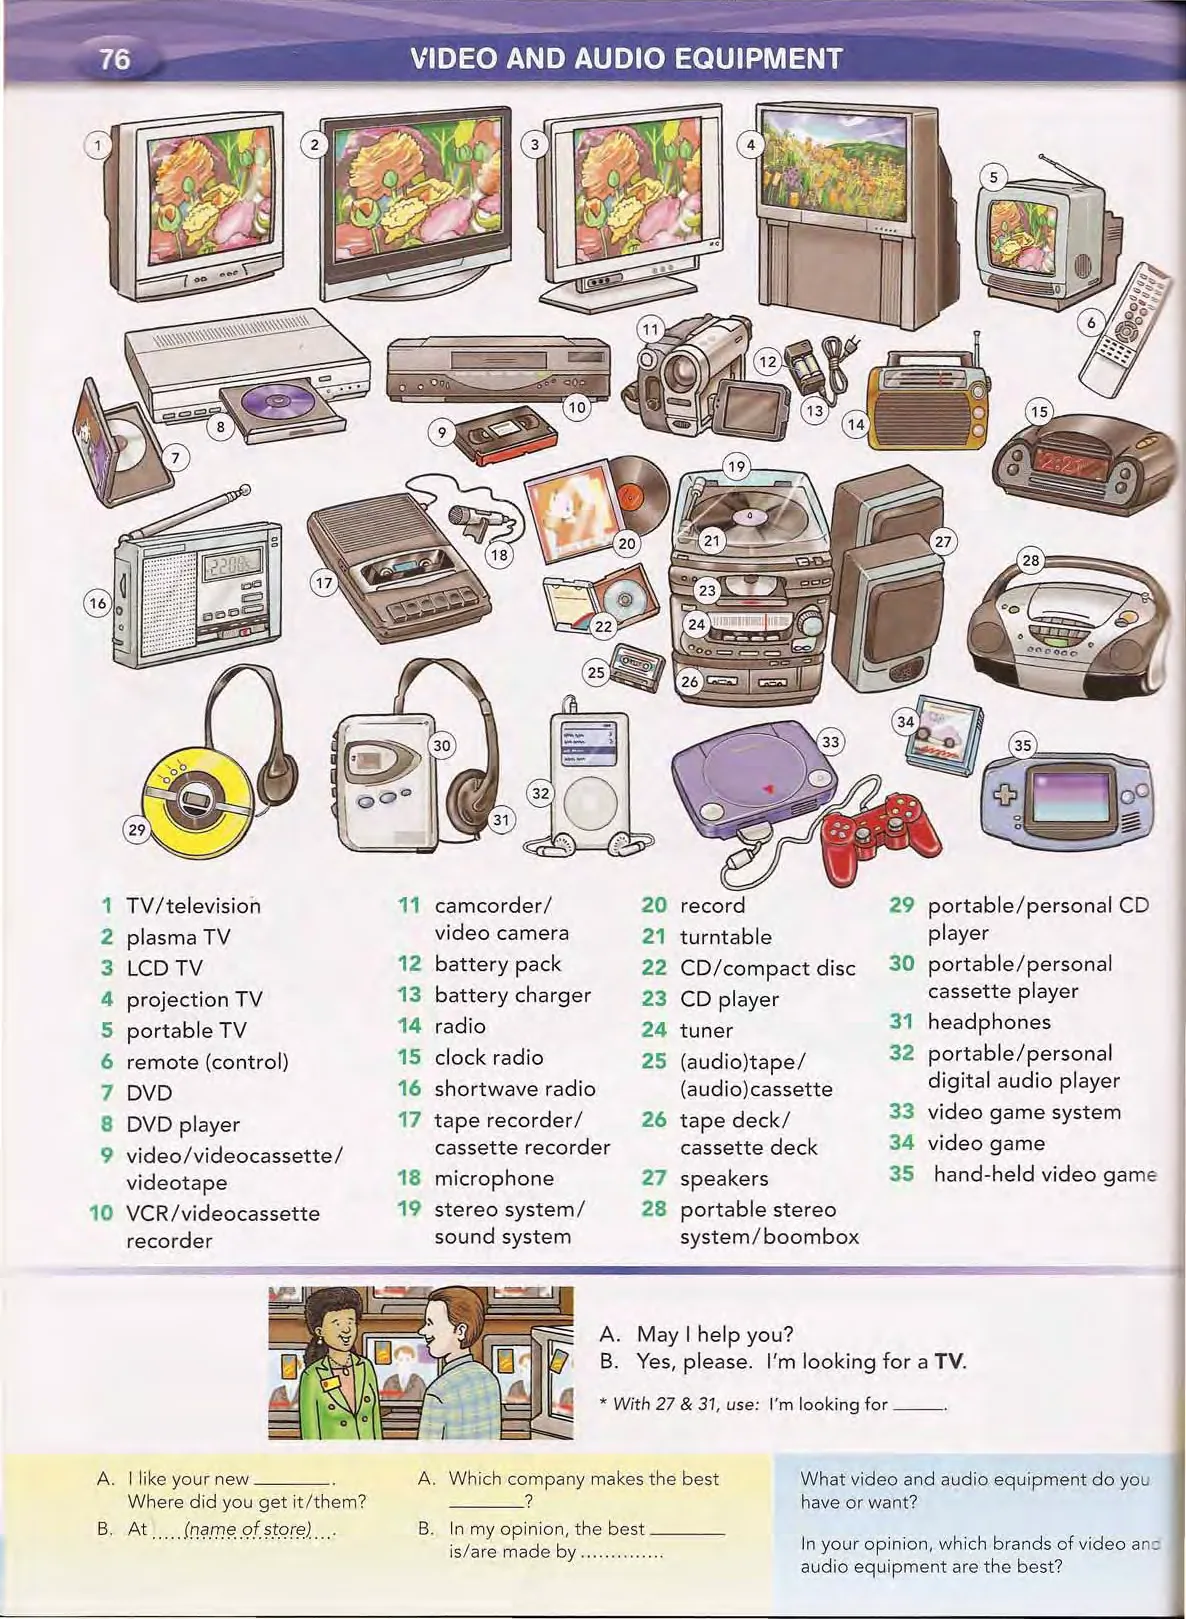 76
VIDEO AND AUDIO EQUIPMENT
1
2
3
4
5
6
7
8
9
10
11
12
13
14
15
2:21
16
2208
17
18
19
20
21
22
23
24
25
26
27
28
29
30
31
32
33
34
35
1 TV/television
2 plasma TV
3 LCD TV
4 projection TV
5 portable TV
6 remote (control)
7 DVD
8 DVD player
9 video/videocassette/
videotape
10 VCR/videocassette
recorder
11 camcorder/
video camera
12 battery pack
13 battery charger
14 radio
15 clock radio
16 shortwave radio
17 tape recorder/
cassette recorder
18 microphone
19 stereo system/
sound system
20 record
21 turntable
22 CD/compact disc
23 CD player
24 tuner
25 (audio)tape/
(audio)cassette
26 tape deck/
cassette deck
27 speakers
28 portable stereo
system/boombox
29 portable/personal CD
player
30 portable/personal
cassette player
31 headphones
32 portable/personal
digital audio player
33 video game system
34 video game
35 hand-held video game
A. May I help you?
B. Yes, please. I'm looking for a TV.
* With 27 & 31, use: I'm looking for _____.
A. I like your new ________.
Where did you get it/them?
B. At .....(name of store)....
A. Which company makes the best
________?
B. In my opinion, the best ________
is/are made by ..............
What video and audio equipment do you
have or want?
In your opinion, which brands of video and
audio equipment are the best?